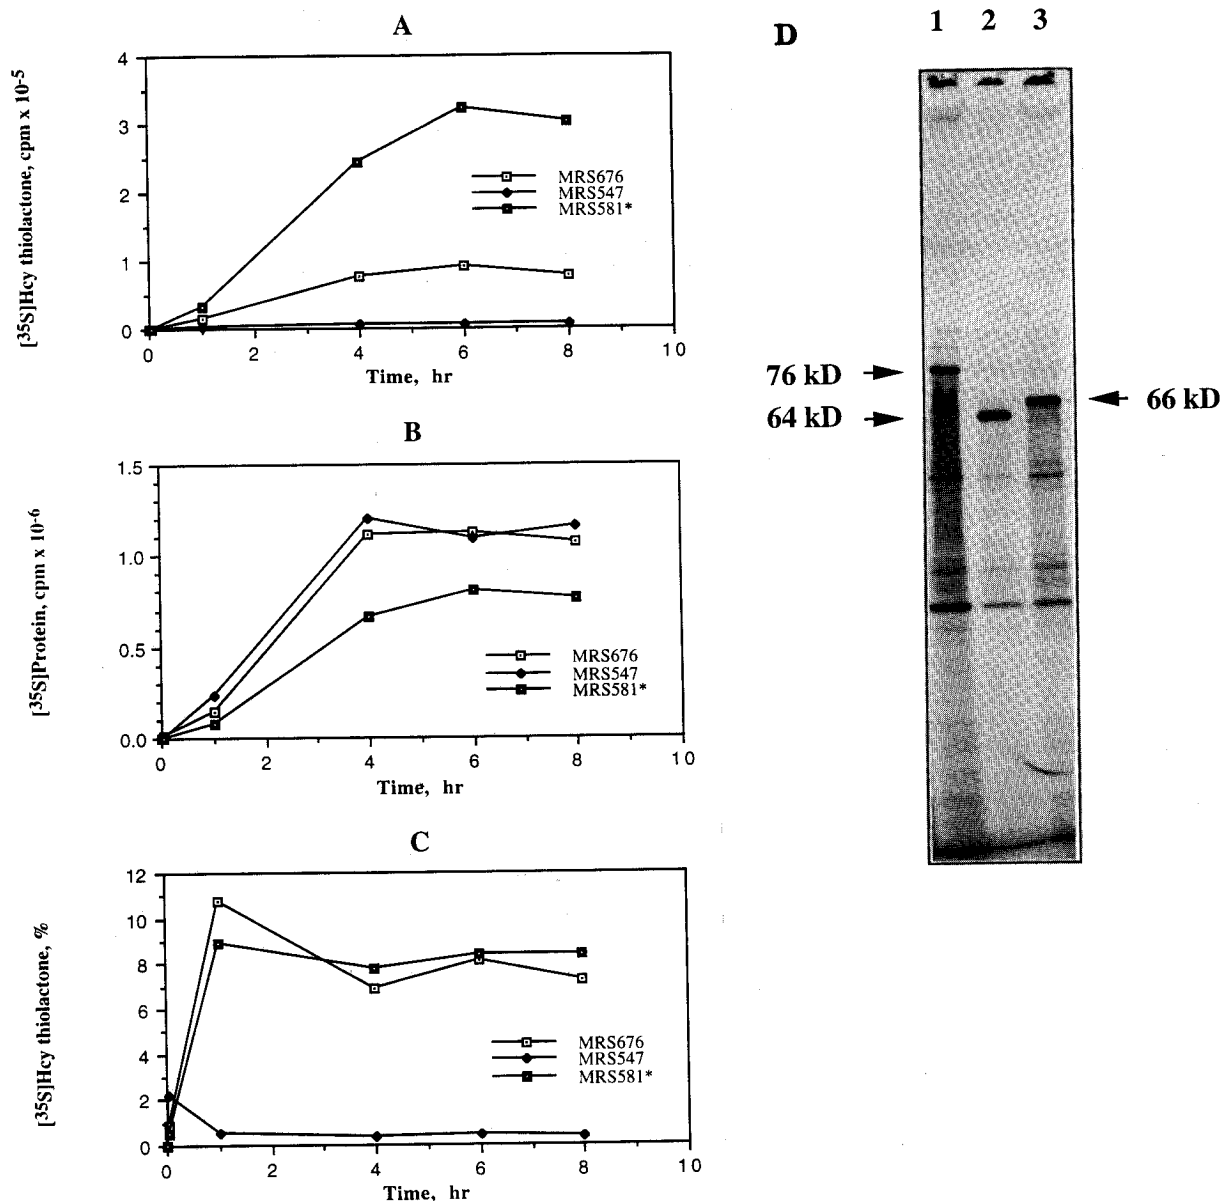 A
[35S]Hcy thiolactone, cpm x 10-5
4
3
2
1
0
0 2 4 6 8 10
Time, hr
MRS676
MRS547
MRS581*
B
[35S]Protein, cpm x 10-6
1.5
1.0
0.5
0.0
0 2 4 6 8 10
Time, hr
MRS676
MRS547
MRS581*
C
[35S]Hcy thiolactone, %
12
10
8
6
4
2
0
0 2 4 6 8 10
Time, hr
MRS676
MRS547
MRS581*
D
1 2 3
76 kD
64 kD
66 kD